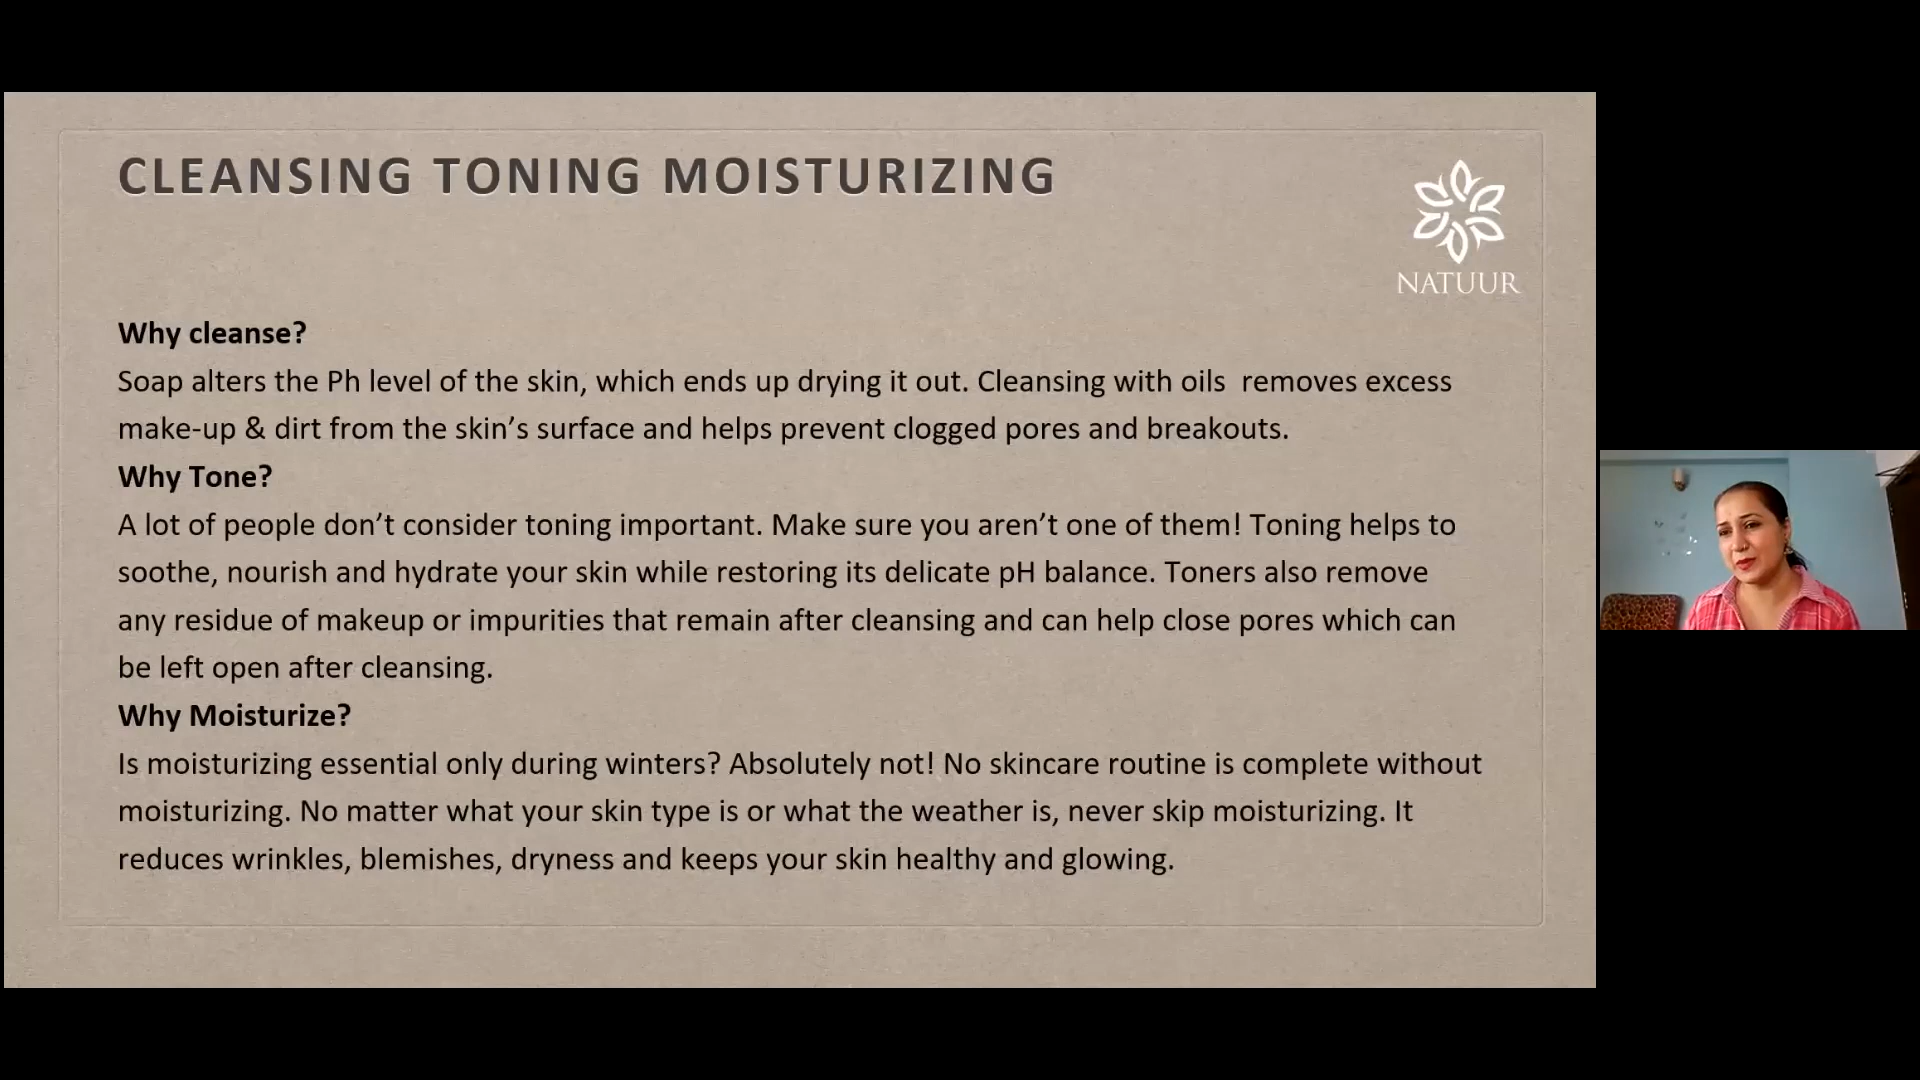 CLEANSING TONING MOISTURIZING
NATUUR
Why cleanse?
Soap alters the Ph level of the skin, which ends up drying it out. Cleansing with oils  removes excess
make-up & dirt from the skin’s surface and helps prevent clogged pores and breakouts.
Why Tone?
A lot of people don’t consider toning important. Make sure you aren’t one of them! Toning helps to
soothe, nourish and hydrate your skin while restoring its delicate pH balance. Toners also remove
any residue of makeup or impurities that remain after cleansing and can help close pores which can
be left open after cleansing.
Why Moisturize?
Is moisturizing essential only during winters? Absolutely not! No skincare routine is complete without
moisturizing. No matter what your skin type is or what the weather is, never skip moisturizing. It
reduces wrinkles, blemishes, dryness and keeps your skin healthy and glowing.